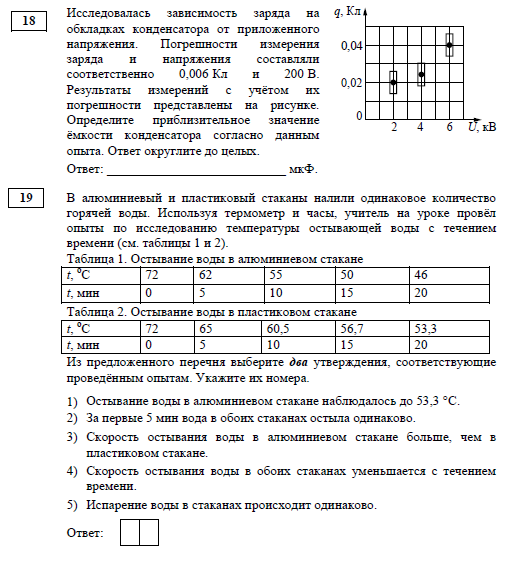 18
Исследовалась зависимость заряда на
обкладках конденсатора от приложенного
напряжения. Погрешности измерения
заряда и напряжения составляли
соответственно 0,006 Кл и 200 В.
Результаты измерений с учётом их
погрешности представлены на рисунке.
Определите приблизительное значение
ёмкости конденсатора согласно данным
опыта. Ответ округлите до целых.
Ответ: ______________________________ мкФ.
q, Кл
0,04
0,02
0
2 4 6 U, кВ
19
В алюминиевый и пластиковый стаканы налили одинаковое количество
горячей воды. Используя термометр и часы, учитель на уроке провёл
опыты по исследованию температуры остывающей воды с течением
времени (см. таблицы 1 и 2).
Таблица 1. Остывание воды в алюминиевом стакане
t, ⁰С 72 62 55 50 46
t, мин 0 5 10 15 20
Таблица 2. Остывание воды в пластиковом стакане
t, ⁰С 72 65 60,5 56,7 53,3
t, мин 0 5 10 15 20
Из предложенного перечня выберите два утверждения, соответствующие
проведённым опытам. Укажите их номера.
1) Остывание воды в алюминиевом стакане наблюдалось до 53,3 °С.
2) За первые 5 мин вода в обоих стаканах остыла одинаково.
3) Скорость остывания воды в алюминиевом стакане больше, чем в
пластиковом стакане.
4) Скорость остывания воды в обоих стаканах уменьшается с течением
времени.
5) Испарение воды в стаканах происходит одинаково.
Ответ: